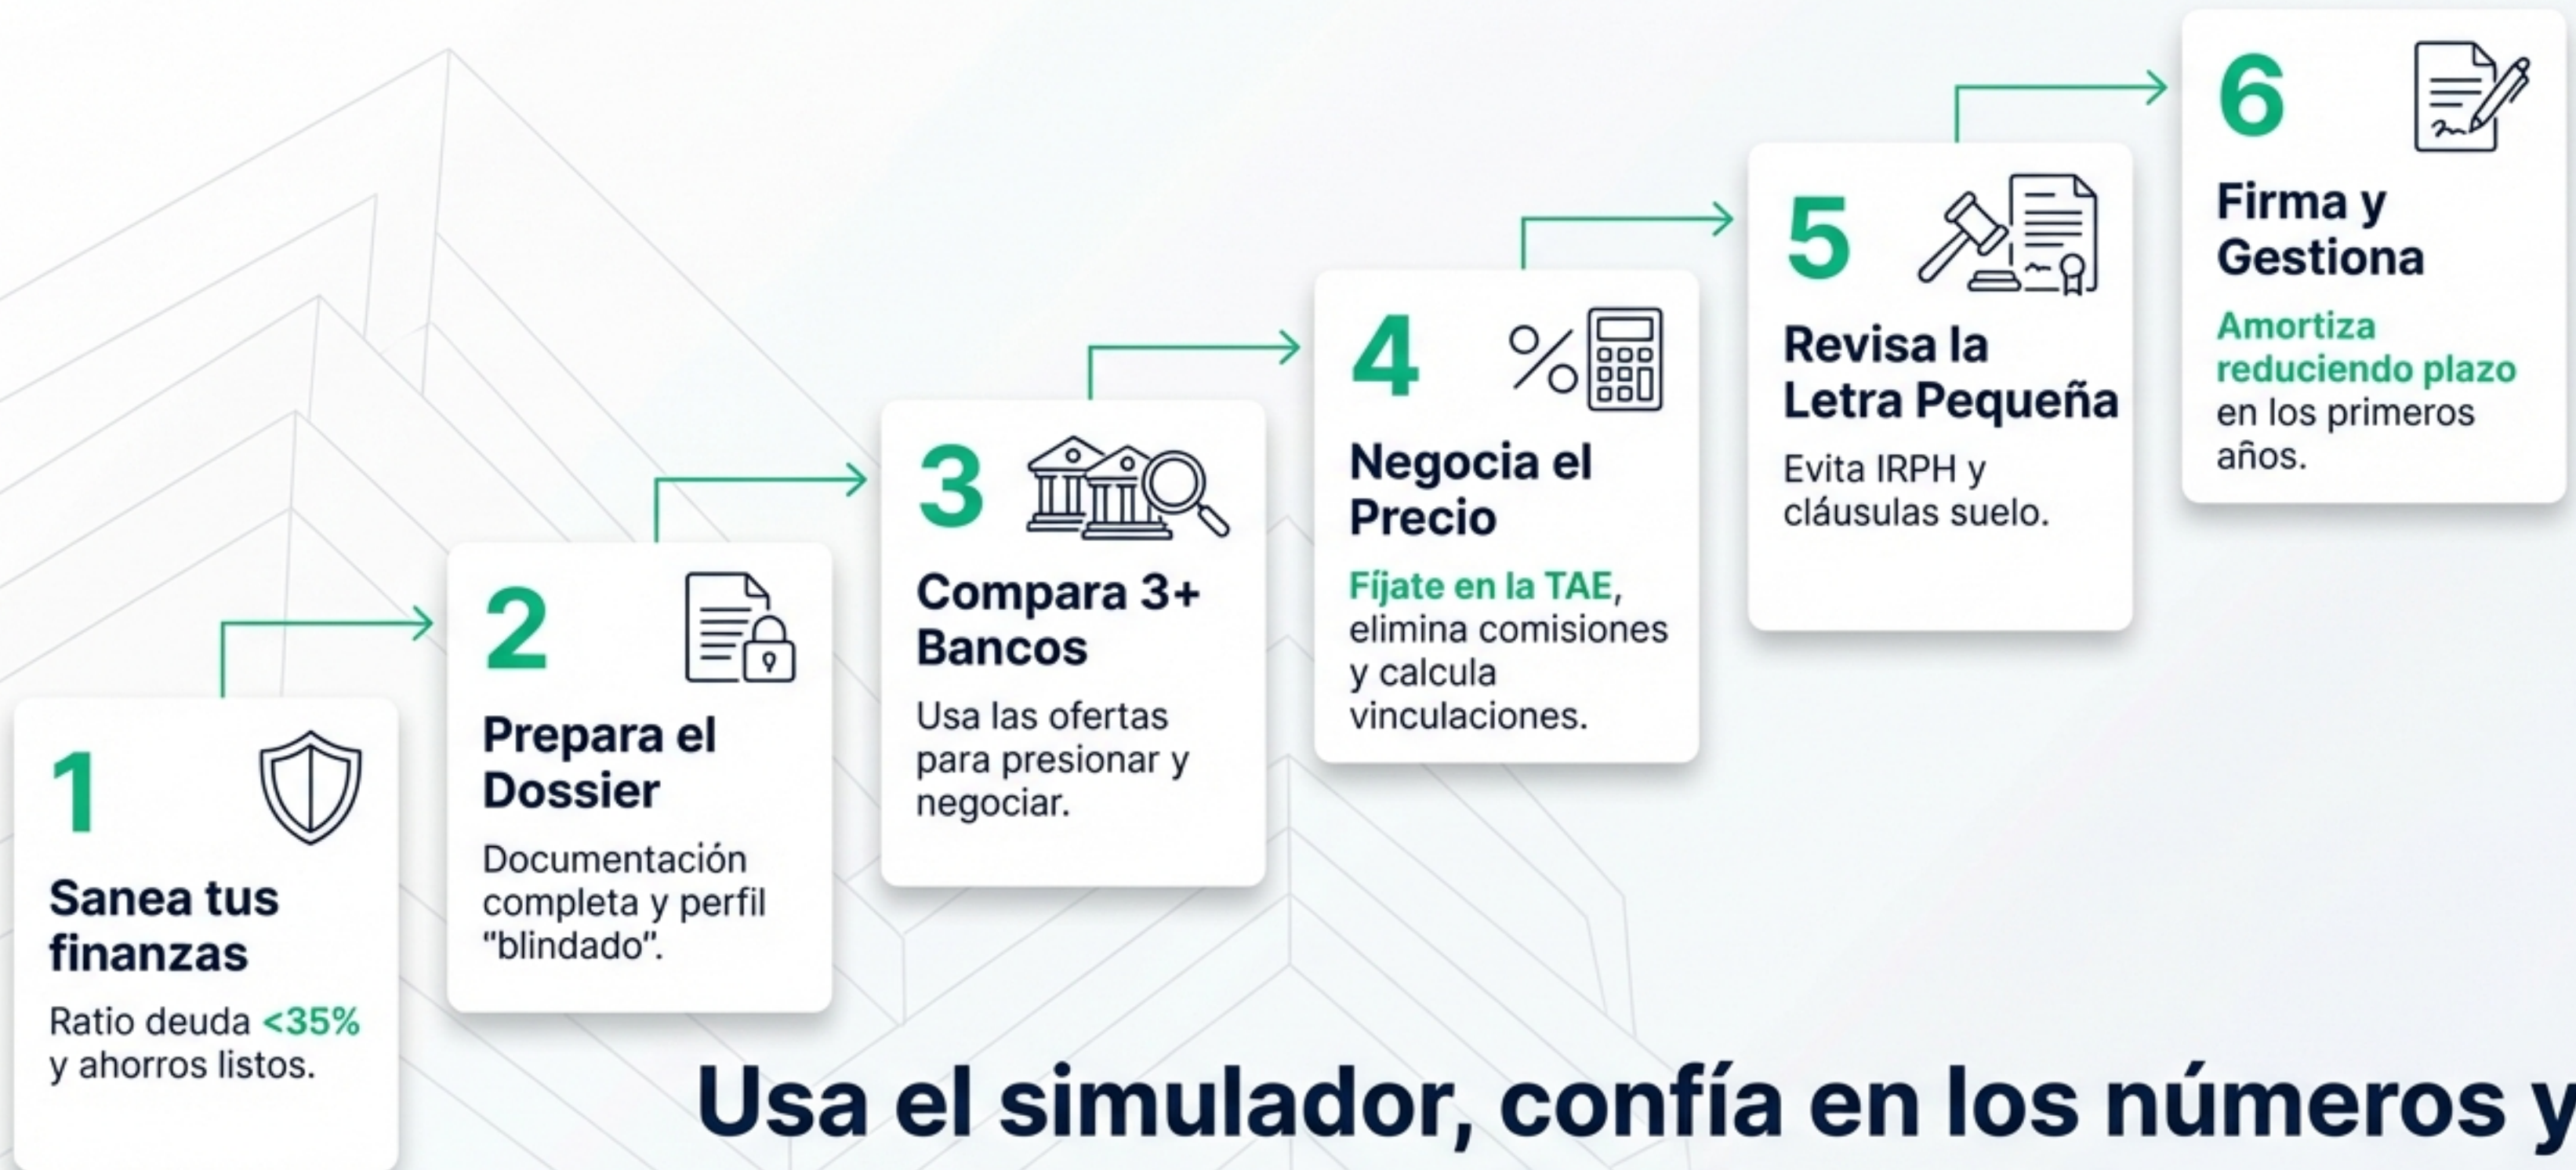 1
Sanea tus
finanzas
Ratio deuda <35%
y ahorros listos.
2
Prepara el
Dossier
Documentación
completa y perfil
“blindado”.
3
Compara 3+
Bancos
Usa las ofertas
para presionar y
negociar.
4
Negocia el
Precio
Fíjate en la TAE,
elimina comisiones
y calcula
vinculaciones.
5
Revisa la
Letra Pequeña
Evita IRPH y
cláusulas suelo.
6
Firma y
Gestiona
Amortiza
reduciendo plazo
en los primeros
años.
Usa el simulador, confía en los números y